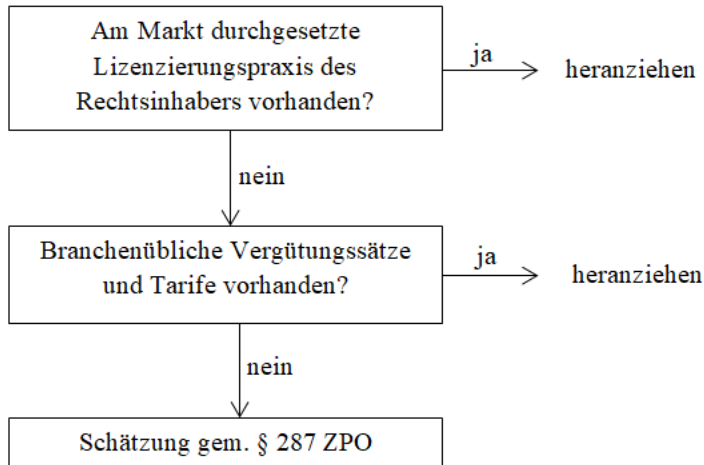 Am Markt durchgesetzte
Lizenzierungspraxis des
Rechtsinhabers vorhanden?
ja
heranziehen
nein
Branchenübliche Vergütungssätze
und Tarife vorhanden?
ja
heranziehen
nein
Schätzung gem. § 287 ZPO